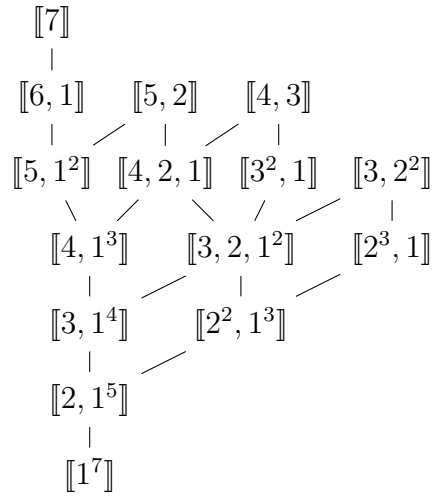 ⟦7⟧
⟦6, 1⟧ ⟦5, 2⟧ ⟦4, 3⟧
⟦5, 1²⟧ ⟦4, 2, 1⟧ ⟦3², 1⟧ ⟦3, 2²⟧
⟦4, 1³⟧ ⟦3, 2, 1²⟧ ⟦2³, 1⟧
⟦3, 1⁴⟧ ⟦2², 1³⟧
⟦2, 1⁵⟧
⟦1⁷⟧